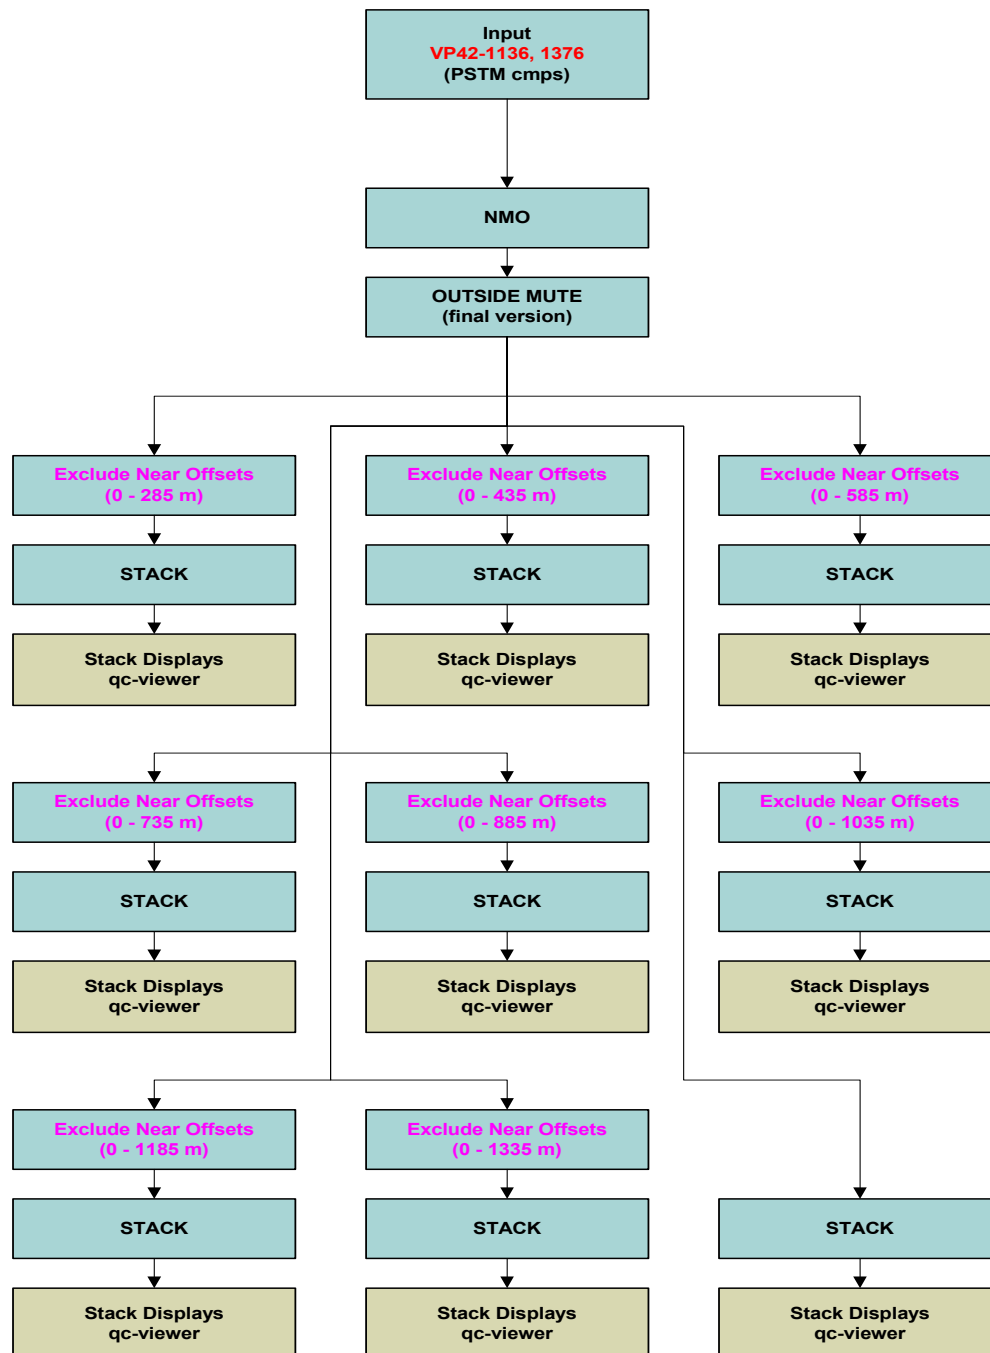 Input
VP42-1136, 1376
(PSTM cmps)
NMO
OUTSIDE MUTE
(final version)
Exclude Near Offsets
(0 - 285 m)
Exclude Near Offsets
(0 - 435 m)
Exclude Near Offsets
(0 - 585 m)
STACK
STACK
STACK
Stack Displays
qc-viewer
Stack Displays
qc-viewer
Stack Displays
qc-viewer
Exclude Near Offsets
(0 - 735 m)
Exclude Near Offsets
(0 - 885 m)
Exclude Near Offsets
(0 - 1035 m)
STACK
STACK
STACK
Stack Displays
qc-viewer
Stack Displays
qc-viewer
Stack Displays
qc-viewer
Exclude Near Offsets
(0 - 1185 m)
Exclude Near Offsets
(0 - 1335 m)
STACK
STACK
STACK
Stack Displays
qc-viewer
Stack Displays
qc-viewer
Stack Displays
qc-viewer